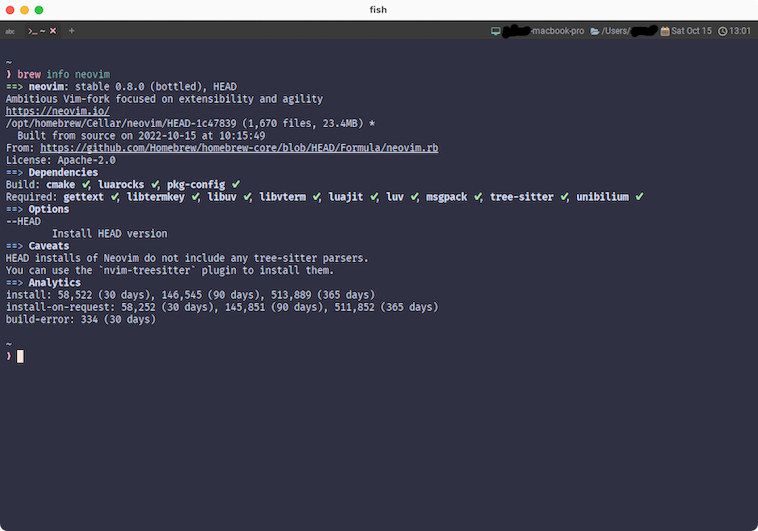 fish
abc >_ ~ ✕ +
-macbook-pro /Users/ Sat Oct 15 13:01
~
❯ brew info neovim
==> neovim: stable 0.8.0 (bottled), HEAD
Ambitious Vim-fork focused on extensibility and agility
https://neovim.io/
/opt/homebrew/Cellar/neovim/HEAD-1c47839 (1,670 files, 23.4MB) *
  Built from source on 2022-10-15 at 10:15:49
From: https://github.com/Homebrew/homebrew-core/blob/HEAD/Formula/neovim.rb
License: Apache-2.0
==> Dependencies
Build: cmake ✔, luarocks ✔, pkg-config ✔
Required: gettext ✔, libtermkey ✔, libuv ✔, libvterm ✔, luajit ✔, luv ✔, msgpack ✔, tree-sitter ✔, unibilium ✔
==> Options
--HEAD
        Install HEAD version
==> Caveats
HEAD installs of Neovim do not include any tree-sitter parsers.
You can use the `nvim-treesitter` plugin to install them.
==> Analytics
install: 58,522 (30 days), 146,545 (90 days), 513,889 (365 days)
install-on-request: 58,252 (30 days), 145,851 (90 days), 511,852 (365 days)
build-error: 334 (30 days)
~
❯